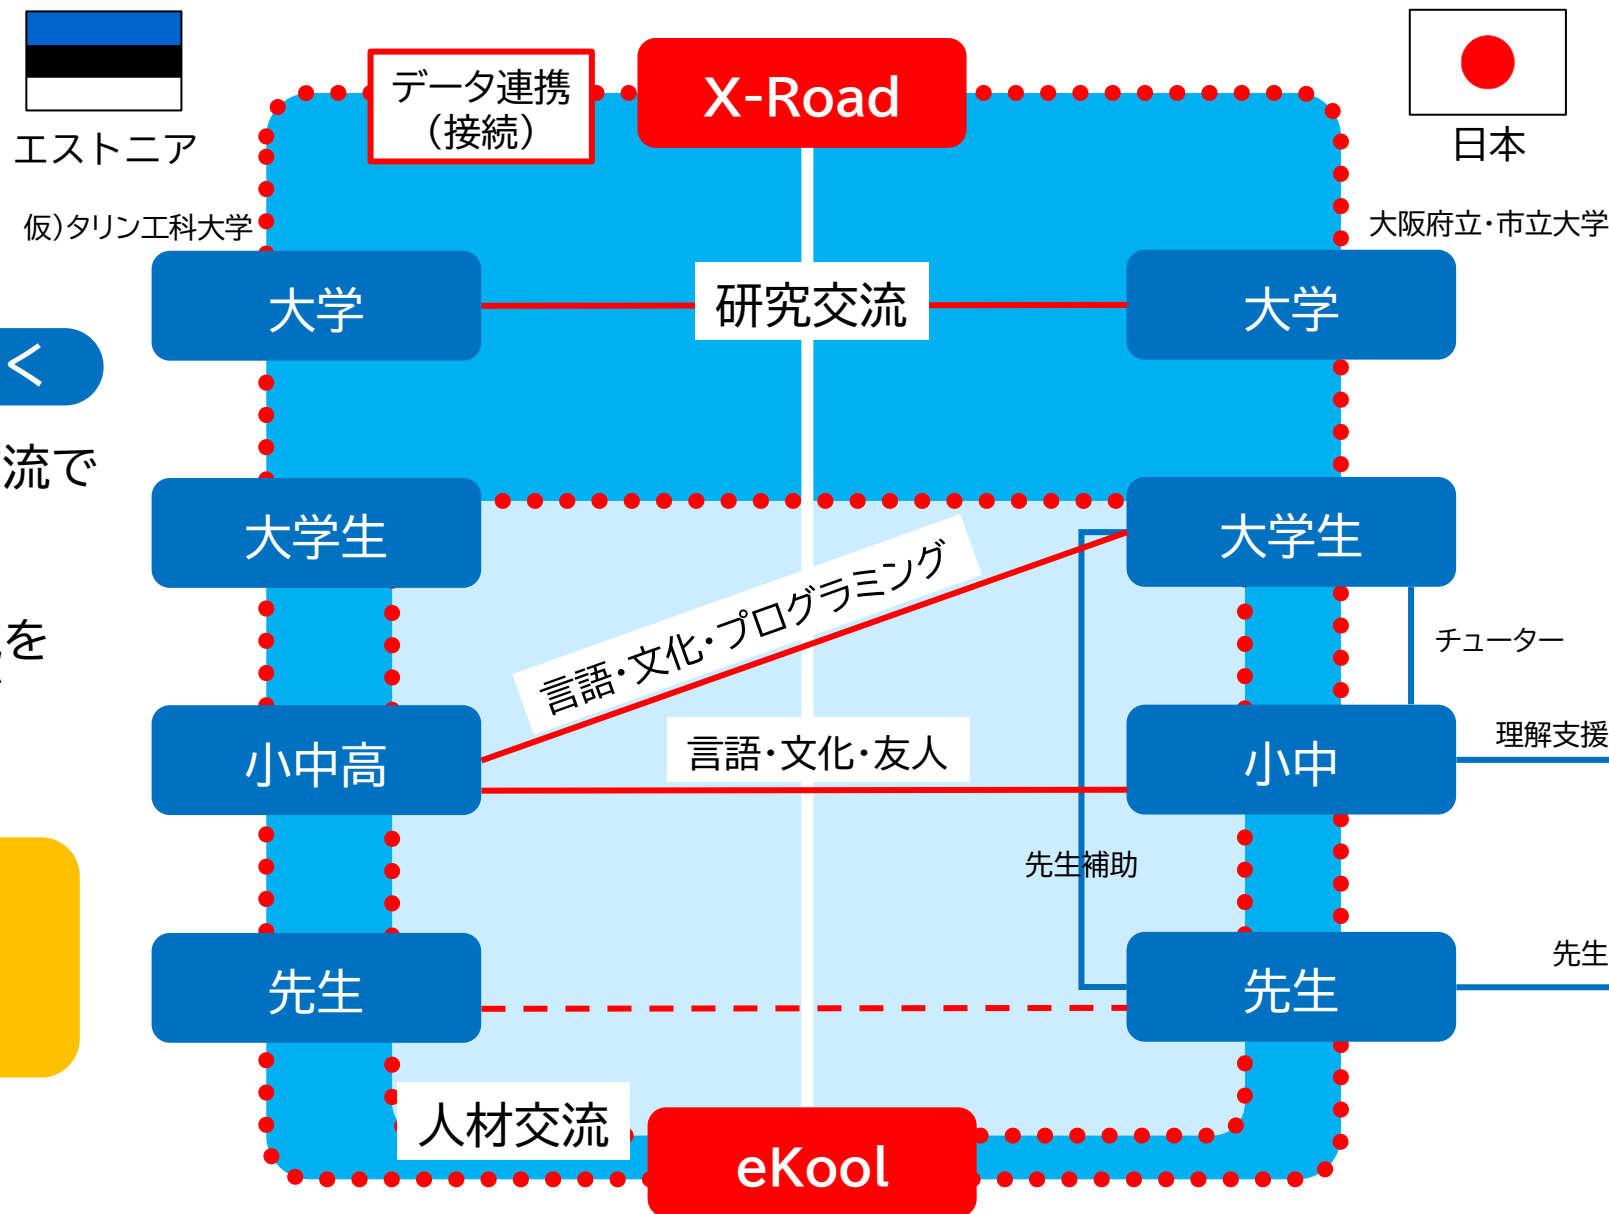 データ連携
（接続）
X-Road
エストニア
日本
仮）タリン工科大学
大阪府立・市立大学
大学
研究交流
大学
く
流で
大学生
大学生
言語・文化・プログラミング
を
チューター
小中高
言語・文化・友人
小中
理解支援
先生補助
先生
先生
先生
人材交流
eKool